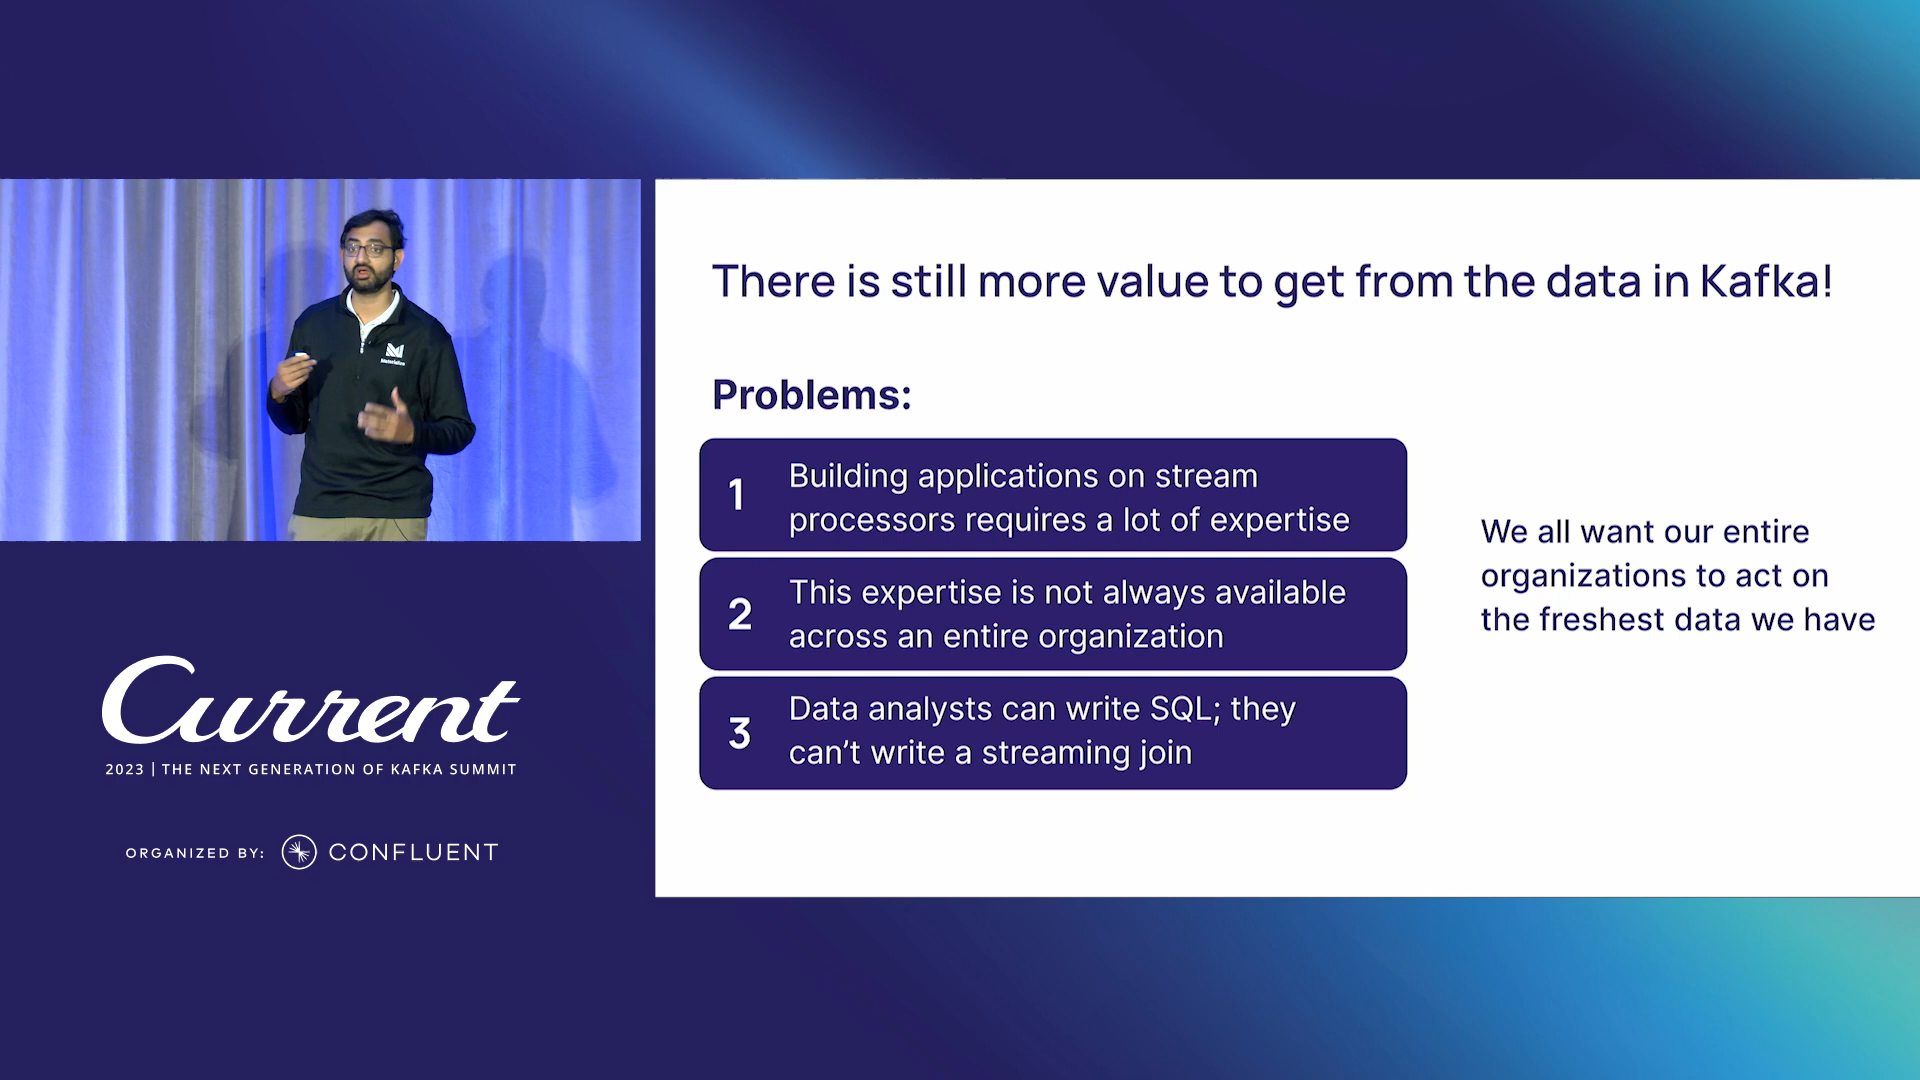 There is still more value to get from the data in Kafka!
Problems:
1
Building applications on stream
processors requires a lot of expertise
2
This expertise is not always available
across an entire organization
3
Data analysts can write SQL; they
can’t write a streaming join
We all want our entire
organizations to act on
the freshest data we have
Materialize
Current
2023 | THE NEXT GENERATION OF KAFKA SUMMIT
ORGANIZED BY: CONFLUENT